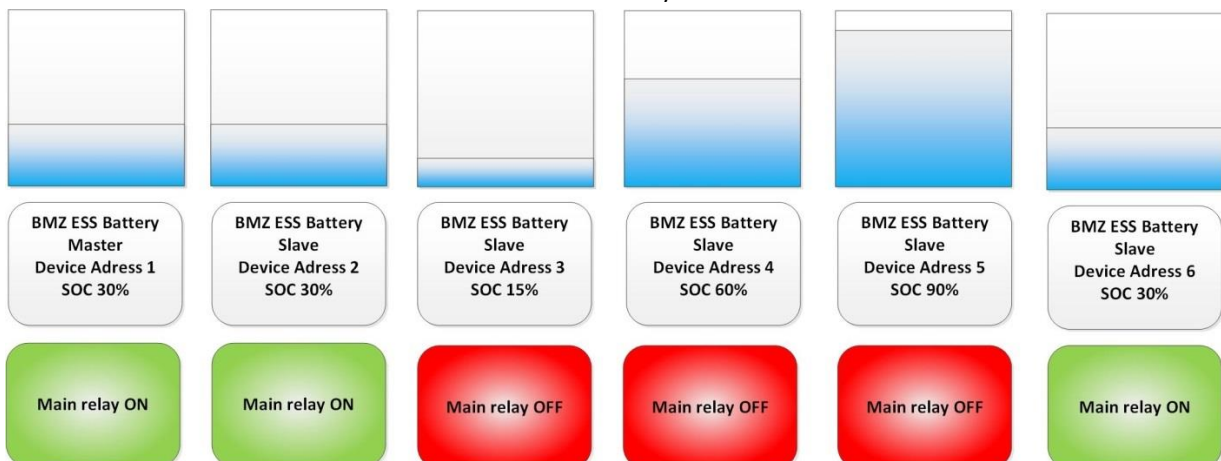 BMZ ESS Battery
Master
Device Adress 1
SOC 30%
BMZ ESS Battery
Slave
Device Adress 2
SOC 30%
BMZ ESS Battery
Slave
Device Adress 3
SOC 15%
BMZ ESS Battery
Slave
Device Adress 4
SOC 60%
BMZ ESS Battery
Slave
Device Adress 5
SOC 90%
BMZ ESS Battery
Slave
Device Adress 6
SOC 30%
Main relay ON
Main relay ON
Main relay OFF
Main relay OFF
Main relay OFF
Main relay ON